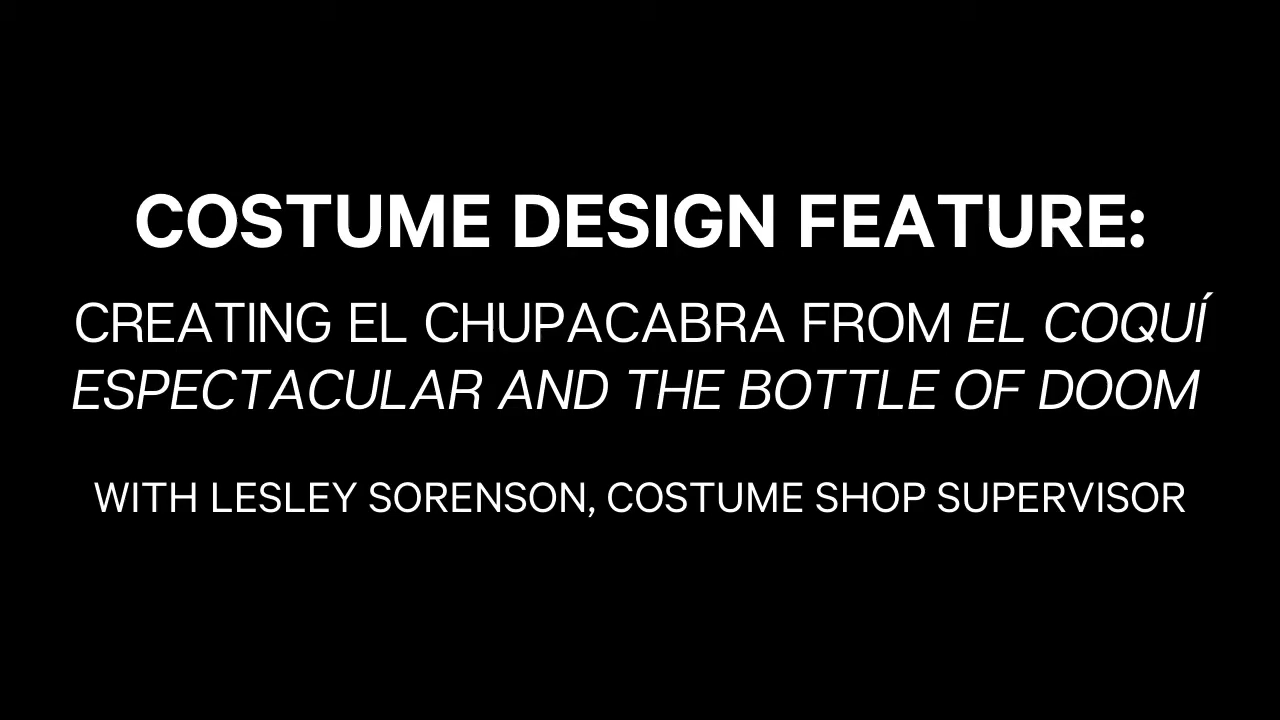 COSTUME DESIGN FEATURE:
CREATING EL CHUPACABRA FROM EL COQUÍ
ESPECTACULAR AND THE BOTTLE OF DOOM
WITH LESLEY SORENSON, COSTUME SHOP SUPERVISOR